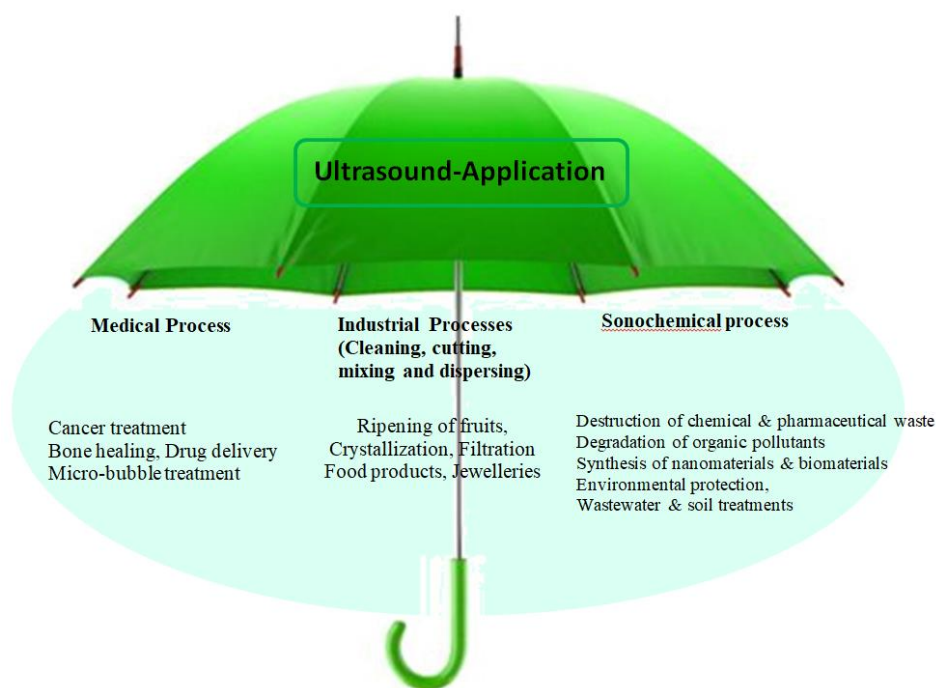 Ultrasound-Application
Medical Process
Cancer treatment
Bone healing, Drug delivery
Micro-bubble treatment
Industrial Processes
(Cleaning, cutting,
mixing and dispersing)
Ripening of fruits,
Crystallization, Filtration
Food products, Jewelleries
Sonochemical process
Destruction of chemical & pharmaceutical waste
Degradation of organic pollutants
Synthesis of nanomaterials & biomaterials
Environmental protection,
Wastewater & soil treatments